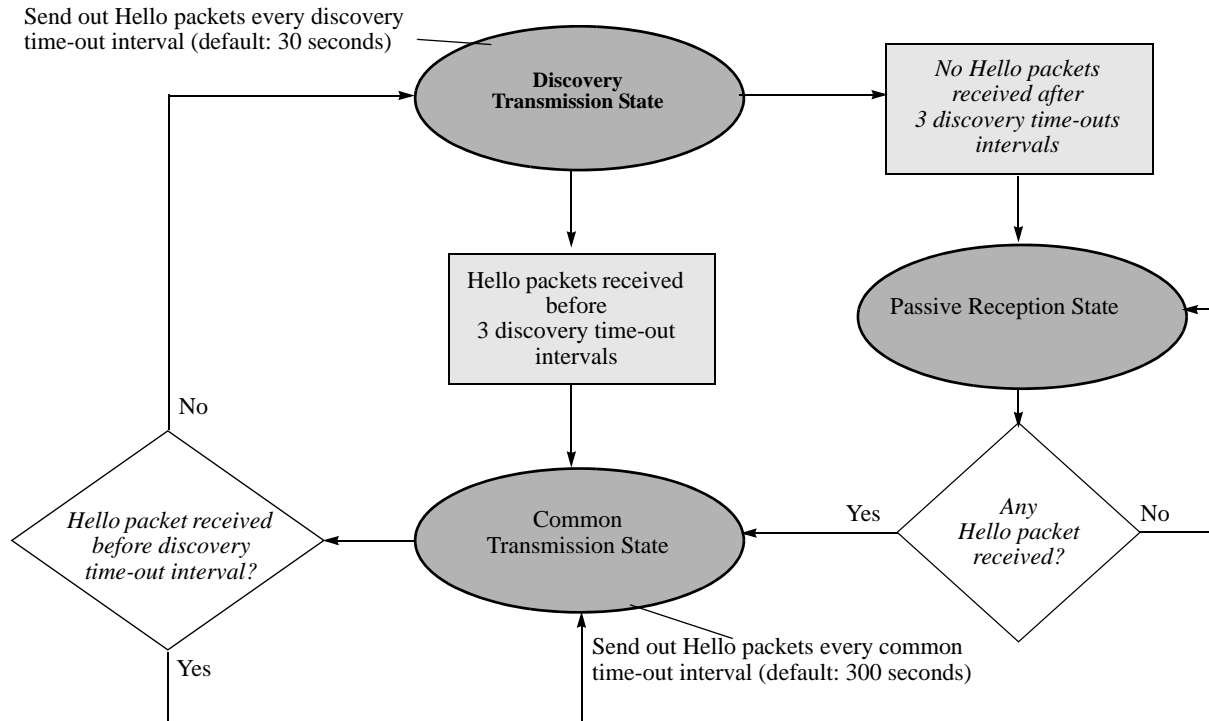 Send out Hello packets every discovery
time-out interval (default: 30 seconds)
Discovery
Transmission State
No Hello packets
received after
3 discovery time-outs
intervals
Hello packets received
before
3 discovery time-out
intervals
Passive Reception State
No
Hello packet received
before discovery
time-out interval?
Common
Transmission State
Yes
Any
Hello packet
received?
No
Yes
Send out Hello packets every common
time-out interval (default: 300 seconds)